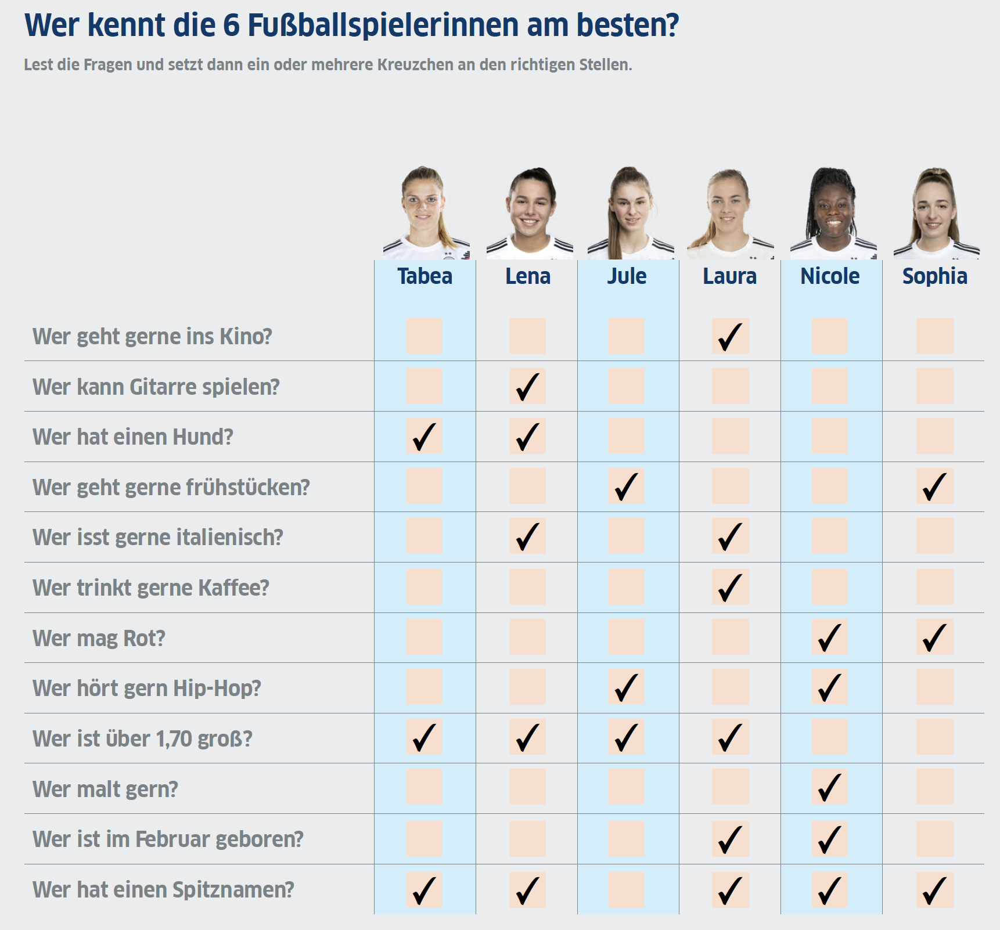 Wer kennt die 6 Fußballspielerinnen am besten?
Lest die Fragen und setzt dann ein oder mehrere Kreuzchen an den richtigen Stellen.
Tabea Lena Jule Laura Nicole Sophia
Wer geht gerne ins Kino? ✓
Wer kann Gitarre spielen? ✓
Wer hat einen Hund? ✓ ✓
Wer geht gerne frühstücken? ✓ ✓
Wer isst gerne italienisch? ✓ ✓
Wer trinkt gerne Kaffee? ✓
Wer mag Rot? ✓ ✓
Wer hört gern Hip-Hop? ✓ ✓
Wer ist über 1,70 groß? ✓ ✓ ✓ ✓
Wer malt gern? ✓
Wer ist im Februar geboren? ✓ ✓
Wer hat einen Spitznamen? ✓ ✓ ✓ ✓ ✓